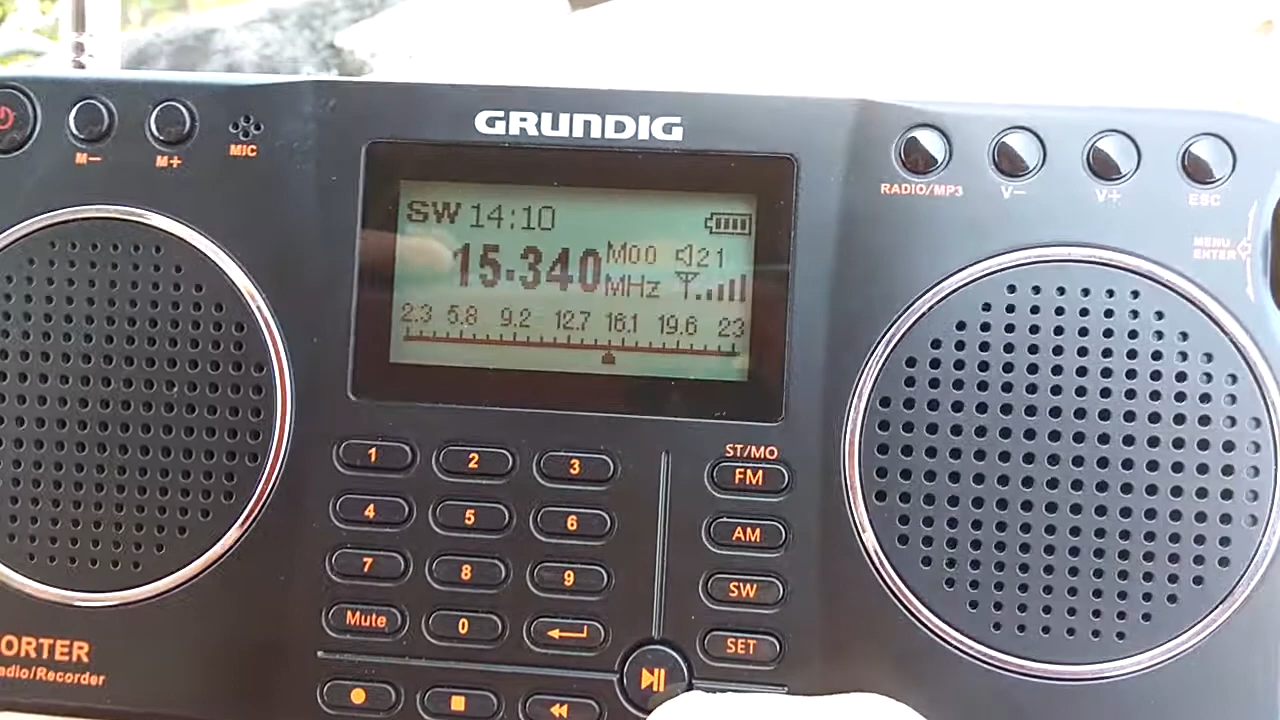 GRUNDIG
M-
M+
MIC
RADIO/MP3
V-
V+
ESC
MENU
ENTER
SW 14:10
15.340 M00 21
MHz
2.3 5.8 9.2 12.7 16.1 19.6 23
1 2 3
ST/MO
FM
4 5 6
AM
7 8 9
SW
Mute 0
SET
ORTER
adio/Recorder